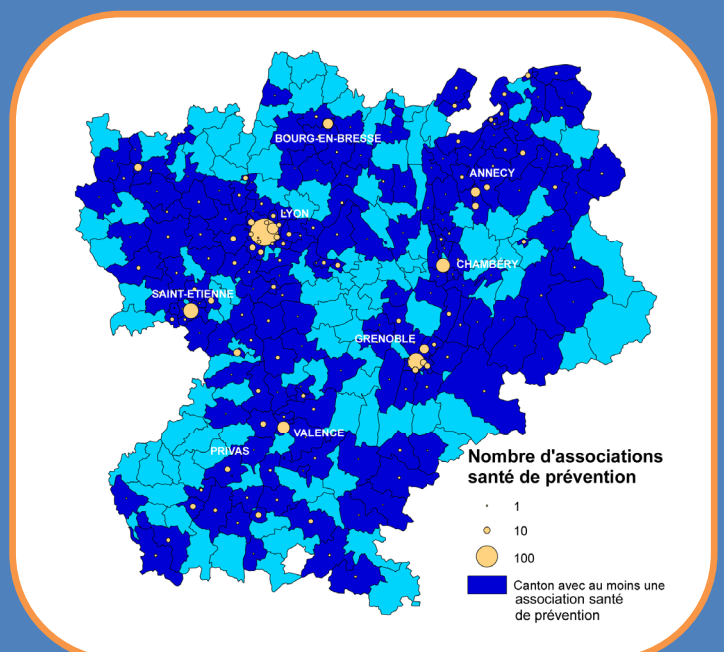 BOURG-EN-BRESSE
ANNECY
LYON
CHAMBÉRY
SAINT-ETIENNE
GRENOBLE
VALENCE
PRIVAS
Nombre d'associations
santé de prévention
1
10
100
Canton avec au moins une
association santé
de prévention